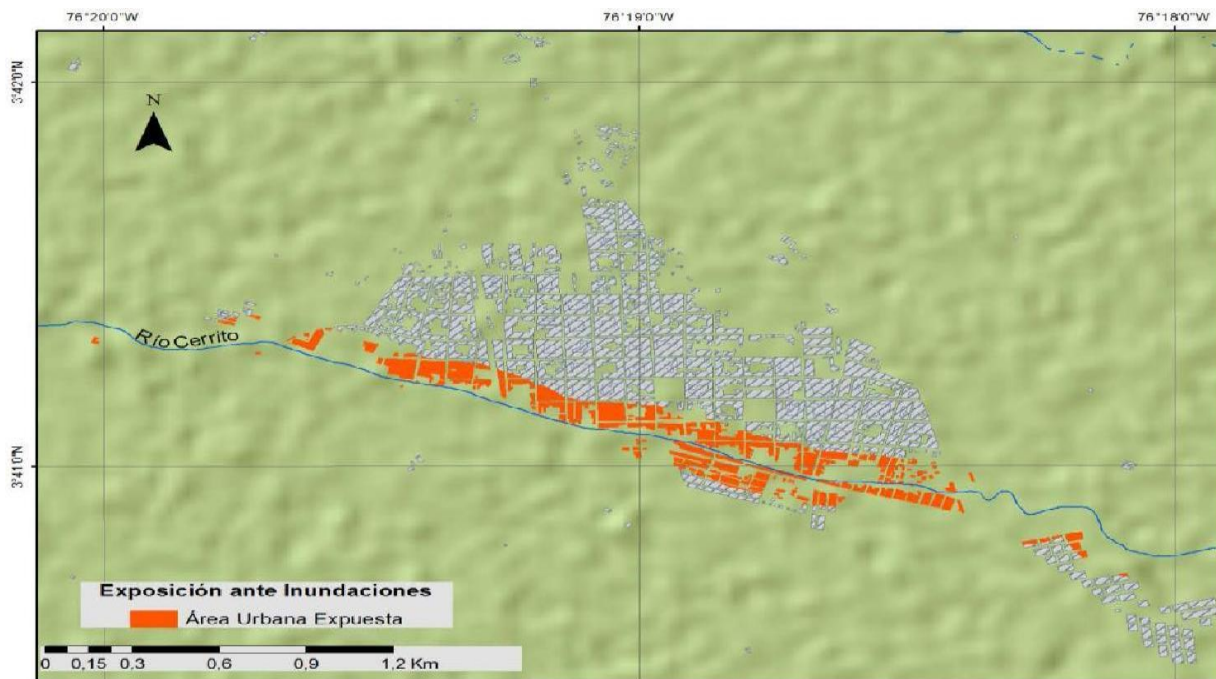 76°20'0"W 76°19'0"W 76°18'0"W
3°42'0"N
N
Río Cerrito
3°41'0"N
Exposición ante Inundaciones
Área Urbana Expuesta
0 0,15 0,3 0,6 0,9 1,2 Km